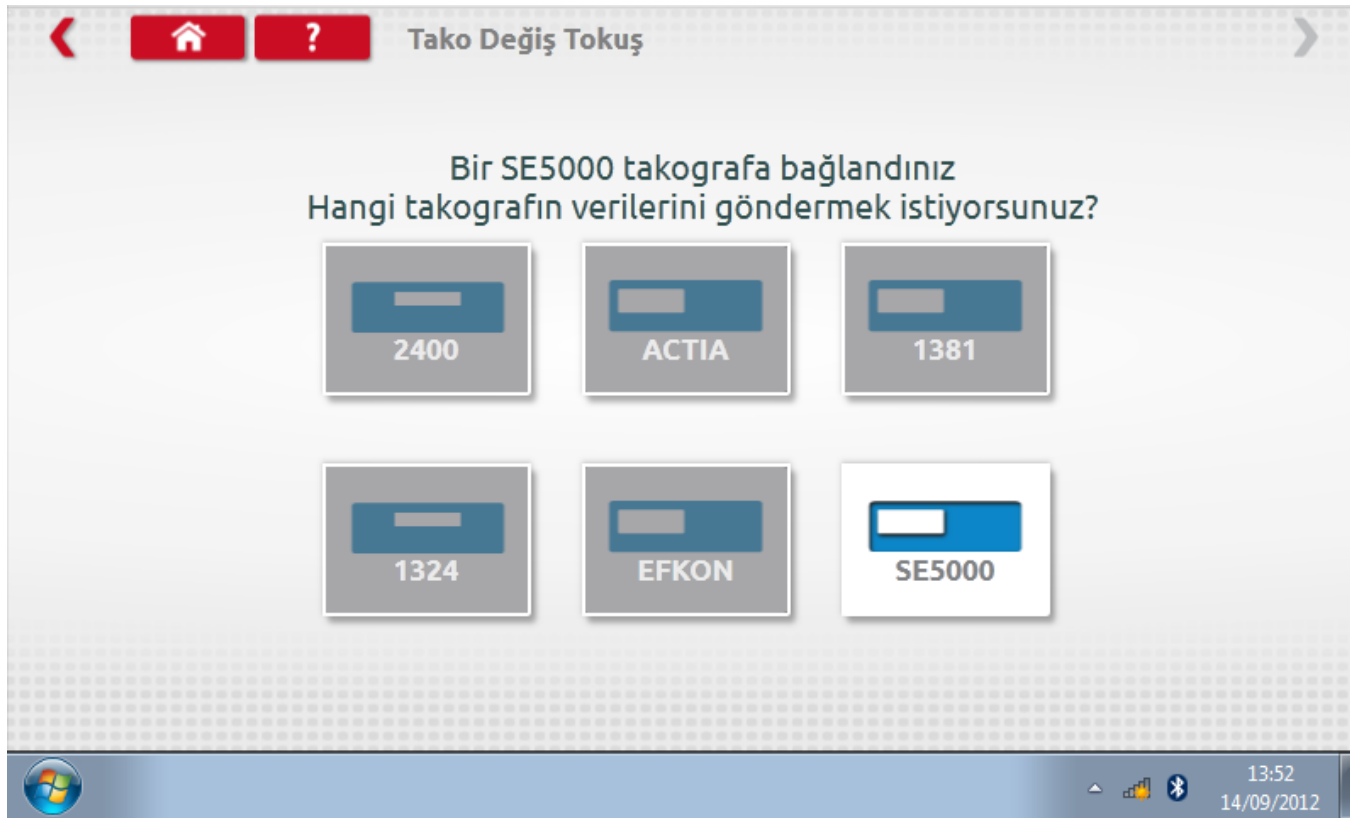 ? Tako Değiş Tokuş
Bir SE5000 takografa bağlandınız
Hangi takografın verilerini göndermek istiyorsunuz?
2400 ACTIA 1381
1324 EFKON SE5000
13:52
14/09/2012